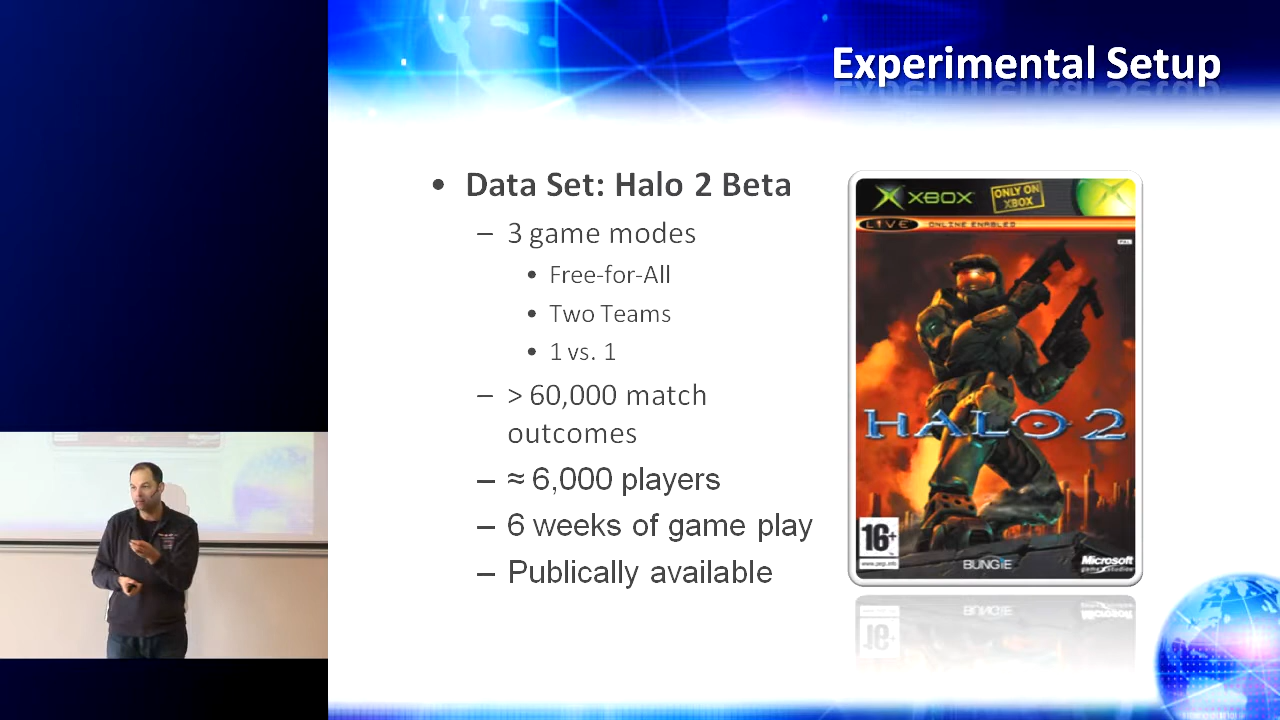 Experimental Setup
• Data Set: Halo 2 Beta
– 3 game modes
• Free-for-All
• Two Teams
• 1 vs. 1
– > 60,000 match
outcomes
– ≈ 6,000 players
– 6 weeks of game play
– Publically available
XBOX
ONLY ON
XBOX
LIVE ONLINE ENABLED
PAL
HALO 2
16+
www.pegi.info
BUNGIE
Microsoft
game studios